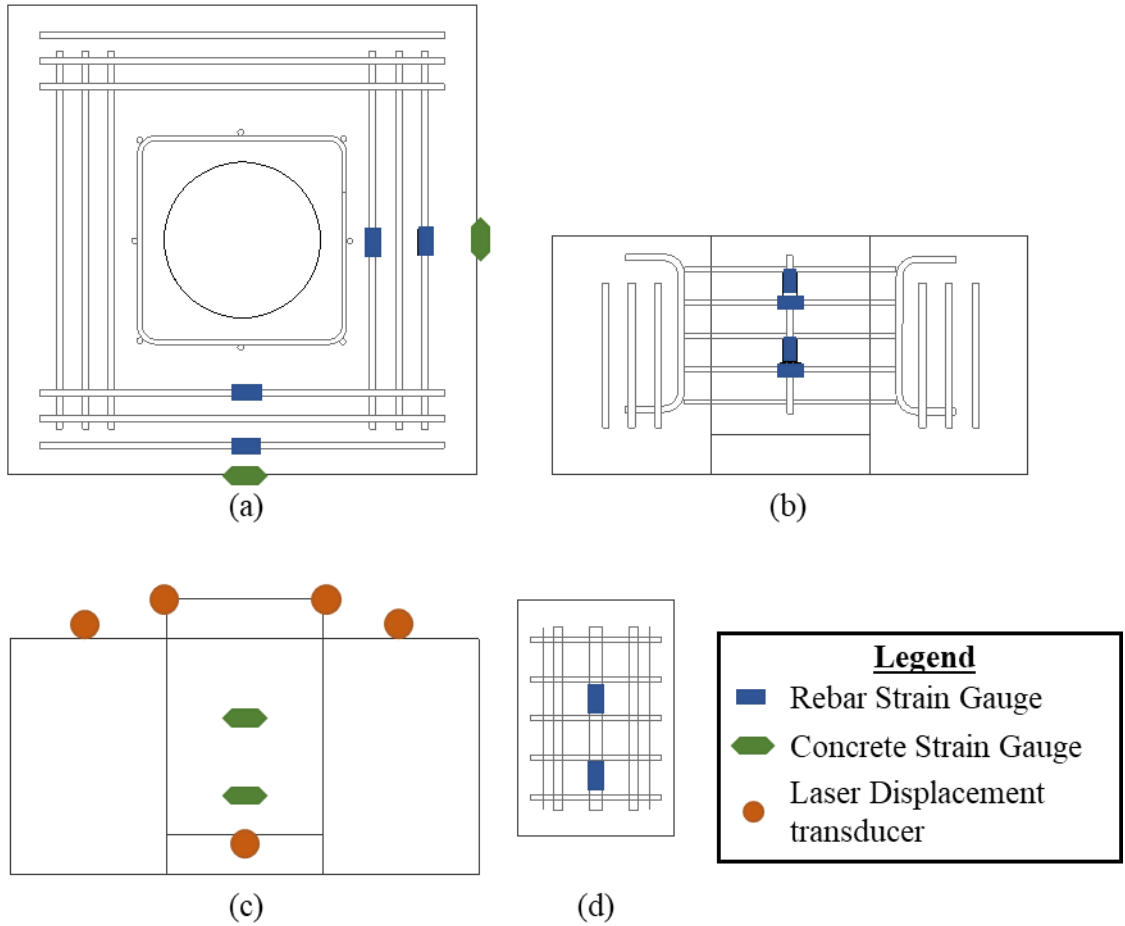 (a)
(b)
(c)
(d)
Legend
Rebar Strain Gauge
Concrete Strain Gauge
Laser Displacement
transducer